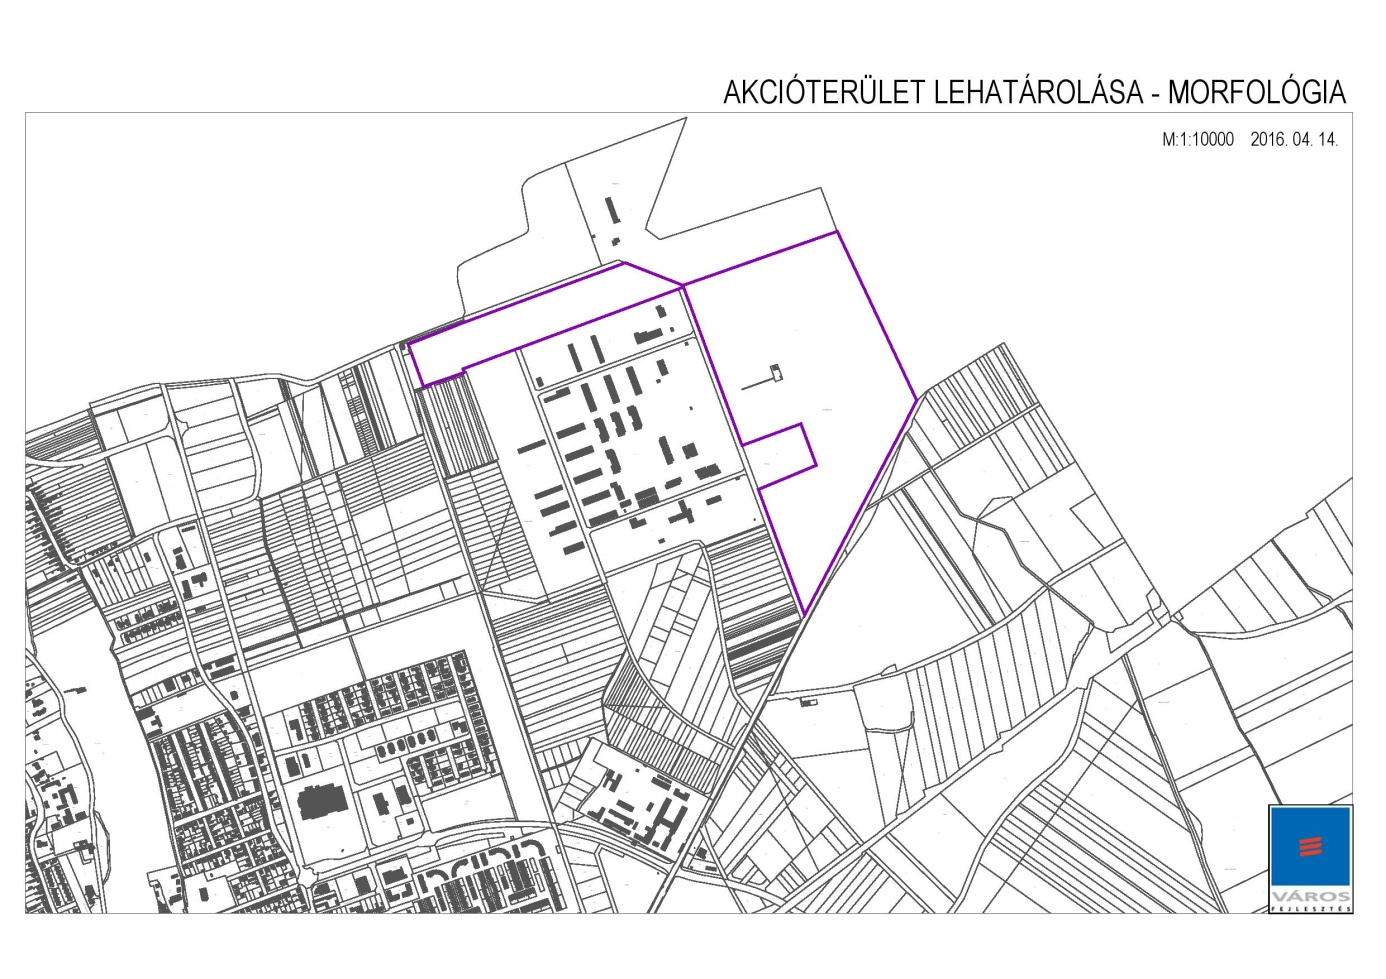 AKCIÓTERÜLET LEHATÁROLÁSA - MORFOLÓGIA
M:1:10000 2016. 04. 14.
VÁROS
FEJLESZTÉS